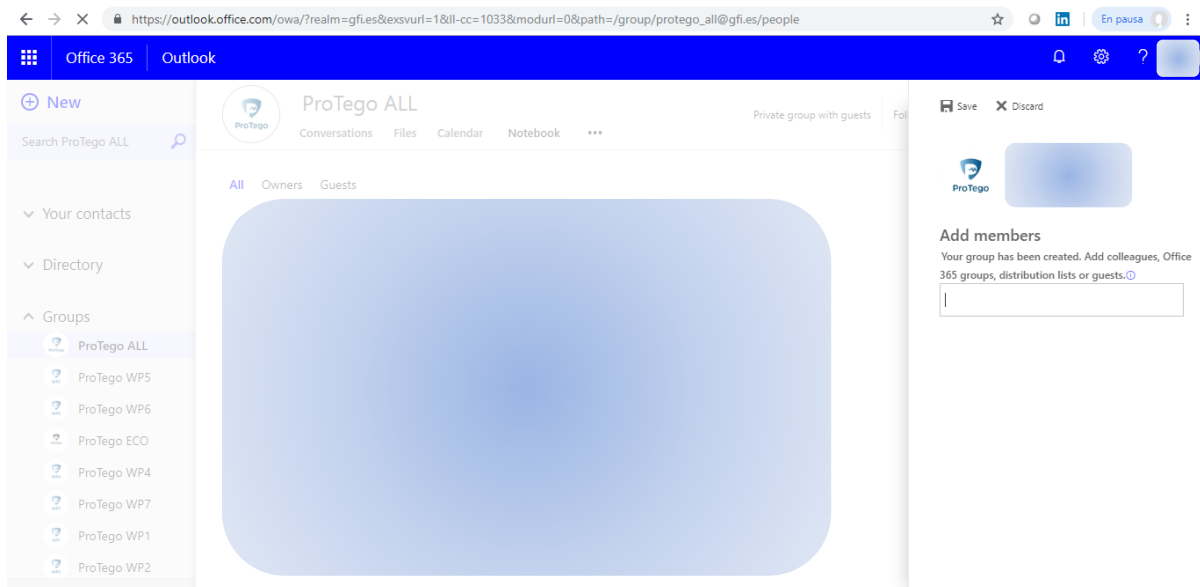 https://outlook.office.com/owa/?realm=gfi.es&exsvurl=1&ll-cc=1033&modurl=0&path=/group/protego_all@gfi.es/people
En pausa
Office 365
Outlook
?
New
Search ProTego ALL
Your contacts
Directory
Groups
ProTego ALL
ProTego WP5
ProTego WP6
ProTego ECO
ProTego WP4
ProTego WP7
ProTego WP1
ProTego WP2
ProTego
ProTego ALL
Private group with guests
Fol
Conversations Files Calendar Notebook •••
All Owners Guests
Save Discard
ProTego
Add members
Your group has been created. Add colleagues, Office
365 groups, distribution lists or guests.